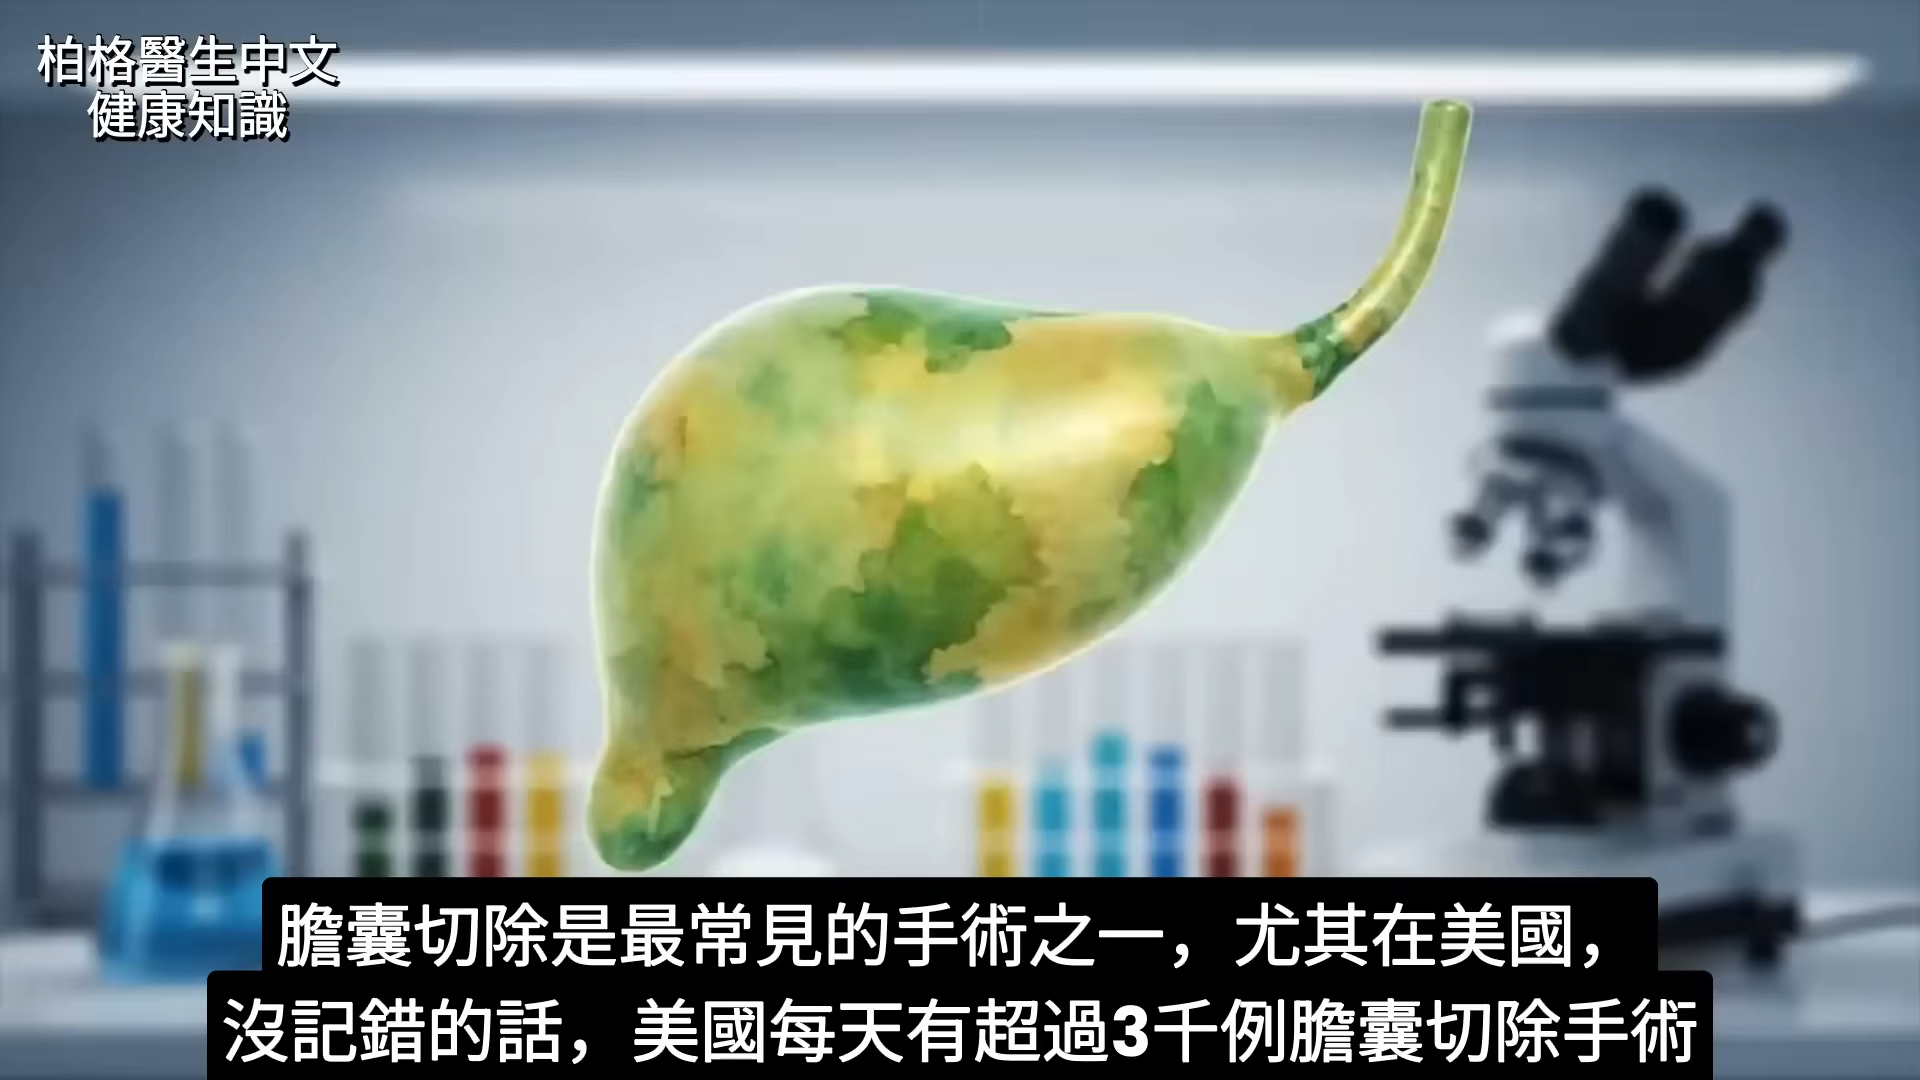 柏格醫生中文
健康知識
膽囊切除是最常見的手術之一，尤其在美國，
沒記錯的話，美國每天有超過3千例膽囊切除手術